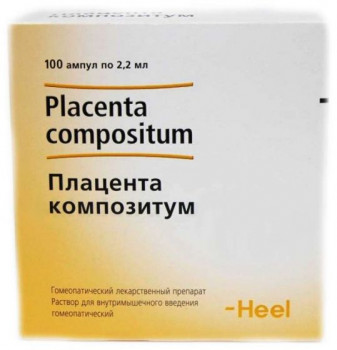 100 ампул по 2,2 мл
Placenta
compositum
Плацента
композитум
Гомеопатический лекарственный препарат
Раствор для внутримышечного введения
гомеопатический
-Heel